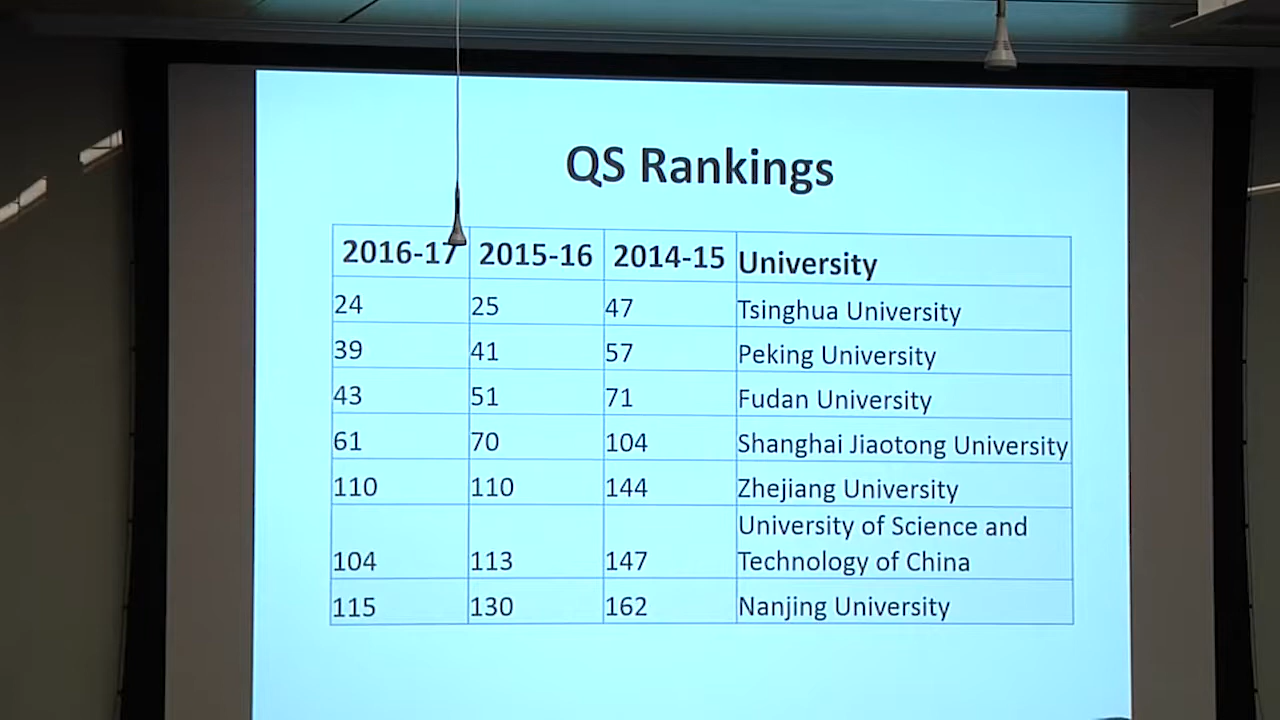 QS Rankings
2016-17 2015-16 2014-15 University
24 25 47 Tsinghua University
39 41 57 Peking University
43 51 71 Fudan University
61 70 104 Shanghai Jiaotong University
110 110 144 Zhejiang University
University of Science and
104 113 147 Technology of China
115 130 162 Nanjing University